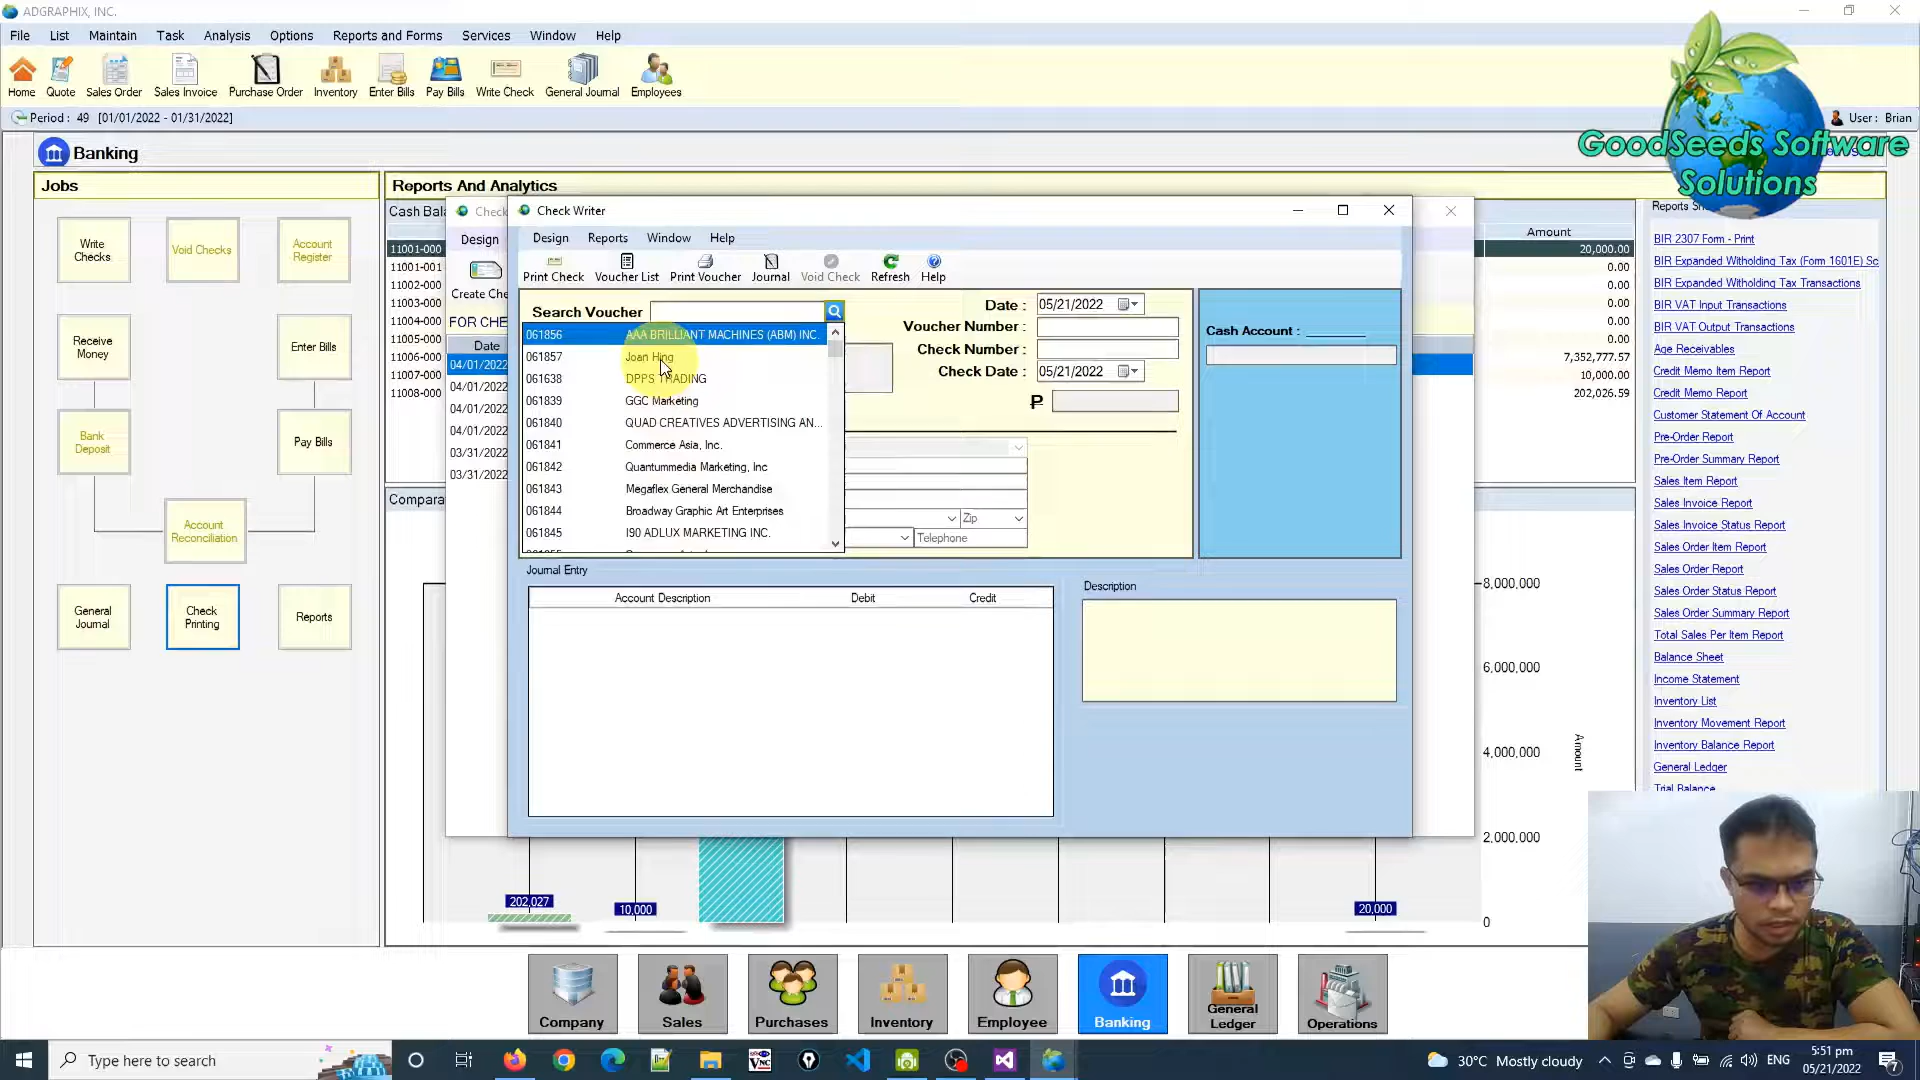 ADGRAPHIX, INC.
File List Maintain Task Analysis Options Reports and Forms Services Window Help
Home Quote Sales Order Sales Invoice Purchase Order Inventory Enter Bills Pay Bills Write Check General Journal Employees
Period : 49 [01/01/2022 - 01/31/2022]
User : Brian
GoodSeeds Software
Solutions
Banking
Jobs
Write Checks
Void Checks
Account Register
Receive Money
Enter Bills
Bank Deposit
Pay Bills
Account Reconciliation
General Journal
Check Printing
Reports
Reports And Analytics
Cash Bala
11001-000
11001-001
11002-000
11003-000
11004-000
11005-000
11006-000
11007-000
11008-000
Compara
Check
Design
Create Che
FOR CHE
Date
04/01/2022
04/01/2022
04/01/2022
04/01/2022
03/31/2022
03/31/2022
Check Writer
Design Reports Window Help
Print Check Voucher List Print Voucher Journal Void Check Refresh Help
Search Voucher
061856 AAA BRILLIANT MACHINES (ABM) INC.
061857 Joan Hing
061638 DPPS TRADING
061839 GGC Marketing
061840 QUAD CREATIVES ADVERTISING AN...
061841 Commerce Asia, Inc.
061842 Quantummedia Marketing, Inc
061843 Megaflex General Merchandise
061844 Broadway Graphic Art Enterprises
061845 I90 ADLUX MARKETING INC.
Date : 05/21/2022
Voucher Number :
Check Number :
Check Date : 05/21/2022
₱
Zip
Telephone
Cash Account :
Journal Entry
Account Description Debit Credit
Description
Amount
20,000.00
0.00
0.00
0.00
0.00
0.00
7,352,777.57
10,000.00
202,026.59
8,000,000
6,000,000
4,000,000
2,000,000
0
Amount
202,027
10,000
20,000
Reports
BIR 2307 Form - Print
BIR Expanded Witholding Tax (Form 1601E) Sc
BIR Expanded Witholding Tax Transactions
BIR VAT Input Transactions
BIR VAT Output Transactions
Age Receivables
Credit Memo Item Report
Credit Memo Report
Customer Statement Of Account
Pre-Order Report
Pre-Order Summary Report
Sales Item Report
Sales Invoice Report
Sales Invoice Status Report
Sales Order Item Report
Sales Order Report
Sales Order Status Report
Sales Order Summary Report
Total Sales Per Item Report
Balance Sheet
Income Statement
Inventory List
Inventory Movement Report
Inventory Balance Report
General Ledger
Trial Balance
Company Sales Purchases Inventory Employee Banking General Ledger Operations
Type here to search
30°C Mostly cloudy
ENG
5:51 pm
05/21/2022
7